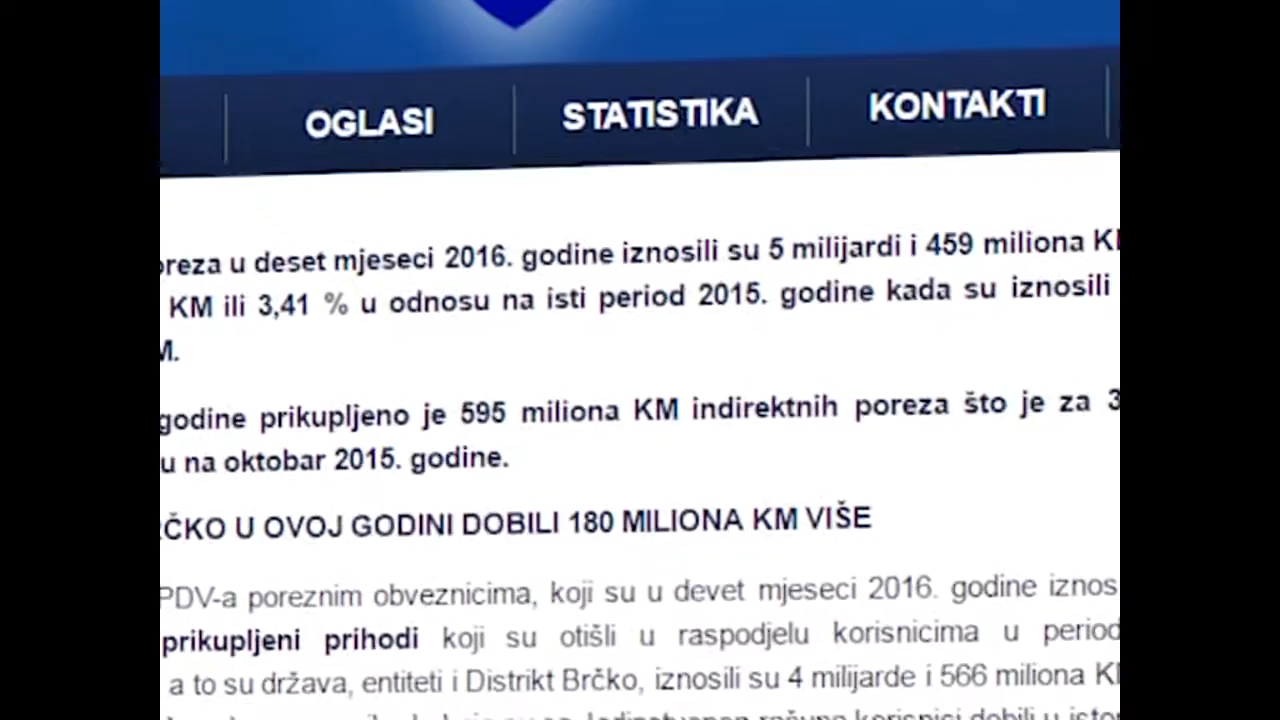 OGLASI STATISTIKA KONTAKTI
u deset mjeseci 2016. godine iznosili su 5 milijardi i 459 miliona
KM ili 3,41 % u odnosu na isti period 2015. godine kada su iznosili
godine prikupljeno je 595 miliona KM indirektnih poreza što je za
u na oktobar 2015. godine.
U OVOJ GODINI DOBILI 180 MILIONA KM VIŠE
PDV-a poreznim obveznicima, koji su u devet mjeseci 2016. godine
prikupljeni prihodi koji su otišli u raspodjelu korisnicima u
a to su država, entiteti i Distrikt Brčko, iznosili su 4 milijarde i 566 miliona